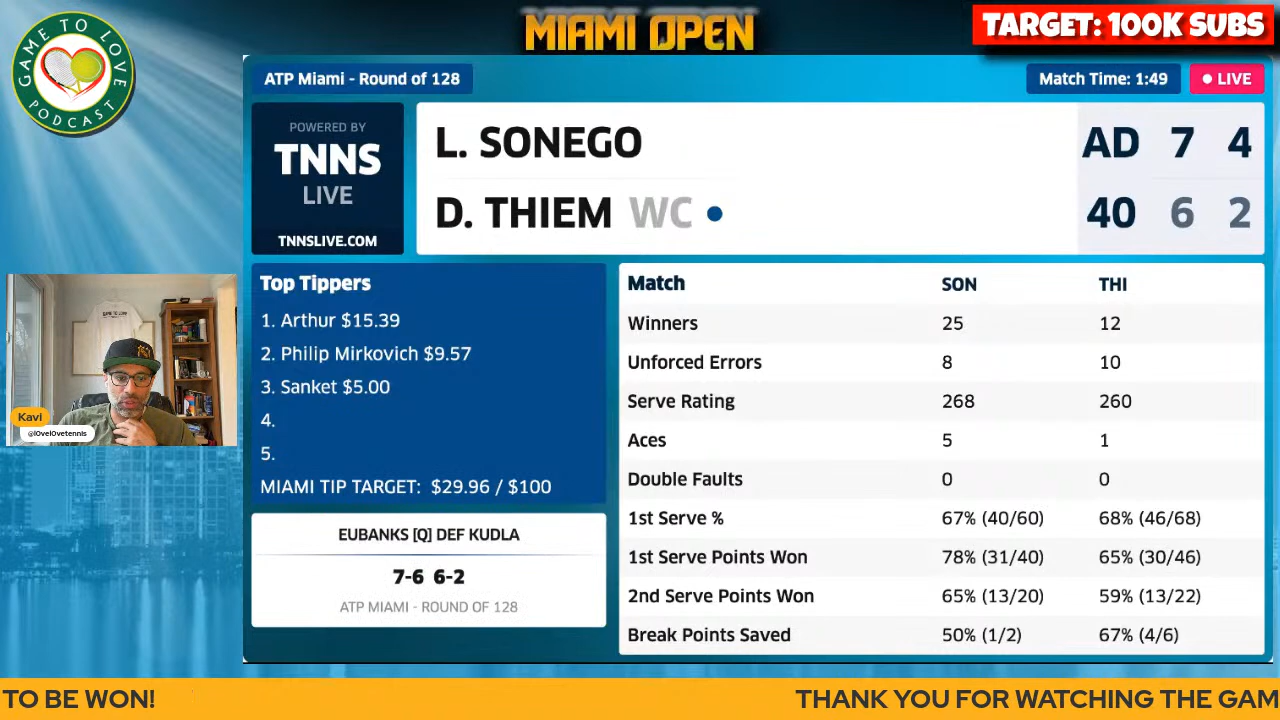 GAME TO LOVE
PODCAST
MIAMI OPEN
TARGET: 100K SUBS
ATP Miami - Round of 128
Match Time: 1:49
LIVE
POWERED BY
TNNS
LIVE
TNNSLIVE.COM
L. SONEGO AD 7 4
D. THIEM WC 40 6 2
Top Tippers
1. Arthur $15.39
2. Philip Mirkovich $9.57
3. Sanket $5.00
4.
5.
MIAMI TIP TARGET: $29.96 / $100
EUBANKS [Q] DEF KUDLA
7-6 6-2
ATP MIAMI - ROUND OF 128
Match SON THI
Winners 25 12
Unforced Errors 8 10
Serve Rating 268 260
Aces 5 1
Double Faults 0 0
1st Serve % 67% (40/60) 68% (46/68)
1st Serve Points Won 78% (31/40) 65% (30/46)
2nd Serve Points Won 65% (13/20) 59% (13/22)
Break Points Saved 50% (1/2) 67% (4/6)
Kavi
@l0vel0vetennis
TO BE WON!
THANK YOU FOR WATCHING THE GAM